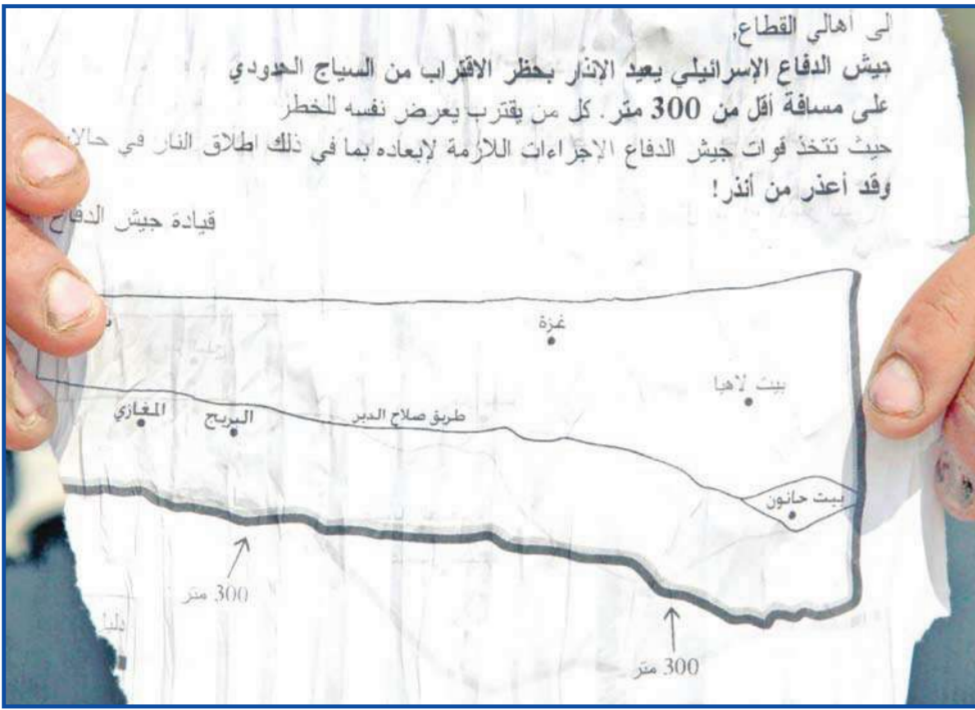 لى أهالي القطاع,
جيش الدفاع الإسرائيلي يعيد الإنذار بحظر الاقتراب من السياج الحدودي
على مسافة أقل من 300 متر. كل من يقترب يعرض نفسه للخطر
حيث تتخذ قوات جيش الدفاع الإجراءات اللازمة لإبعاده بما في ذلك اطلاق النار في حالا
وقد أعذر من أنذر!
قيادة جيش الدفاع
غزة
بيت لاهيا
طريق صلاح الدير
البريج
المغازي
بيت حانون
300 متر
300 متر